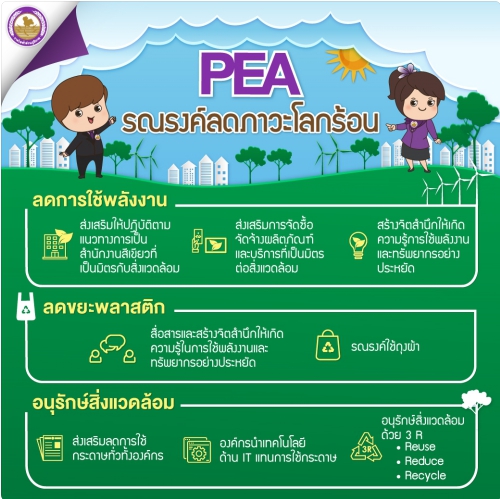 PEA
รณรงค์ลดภาวะโลกร้อน
ลดการใช้พลังงาน
ส่งเสริมให้ปฏิบัติตาม
แนวทางการเป็น
สำนักงานสีเขียวที่
เป็นมิตรกับสิ่งแวดล้อม
ส่งเสริมการจัดซื้อ
จัดจ้างผลิตภัณฑ์
และบริการที่เป็นมิตร
ต่อสิ่งแวดล้อม
สร้างจิตสำนึกให้เกิด
ความรู้การใช้พลังงาน
และทรัพยากรอย่าง
ประหยัด
ลดขยะพลาสติก
สื่อสารและสร้างจิตสำนึกให้เกิด
ความรู้ในการใช้พลังงานและ
ทรัพยากรอย่างประหยัด
รณรงค์ใช้ถุงผ้า
อนุรักษ์สิ่งแวดล้อม
ส่งเสริมลดการใช้
กระดาษทั่วทั้งองค์กร
องค์กรนำเทคโนโลยี
ด้าน IT แทนการใช้กระดาษ
3R
อนุรักษ์สิ่งแวดล้อม
ด้วย 3 R
• Reuse
• Reduce
• Recycle